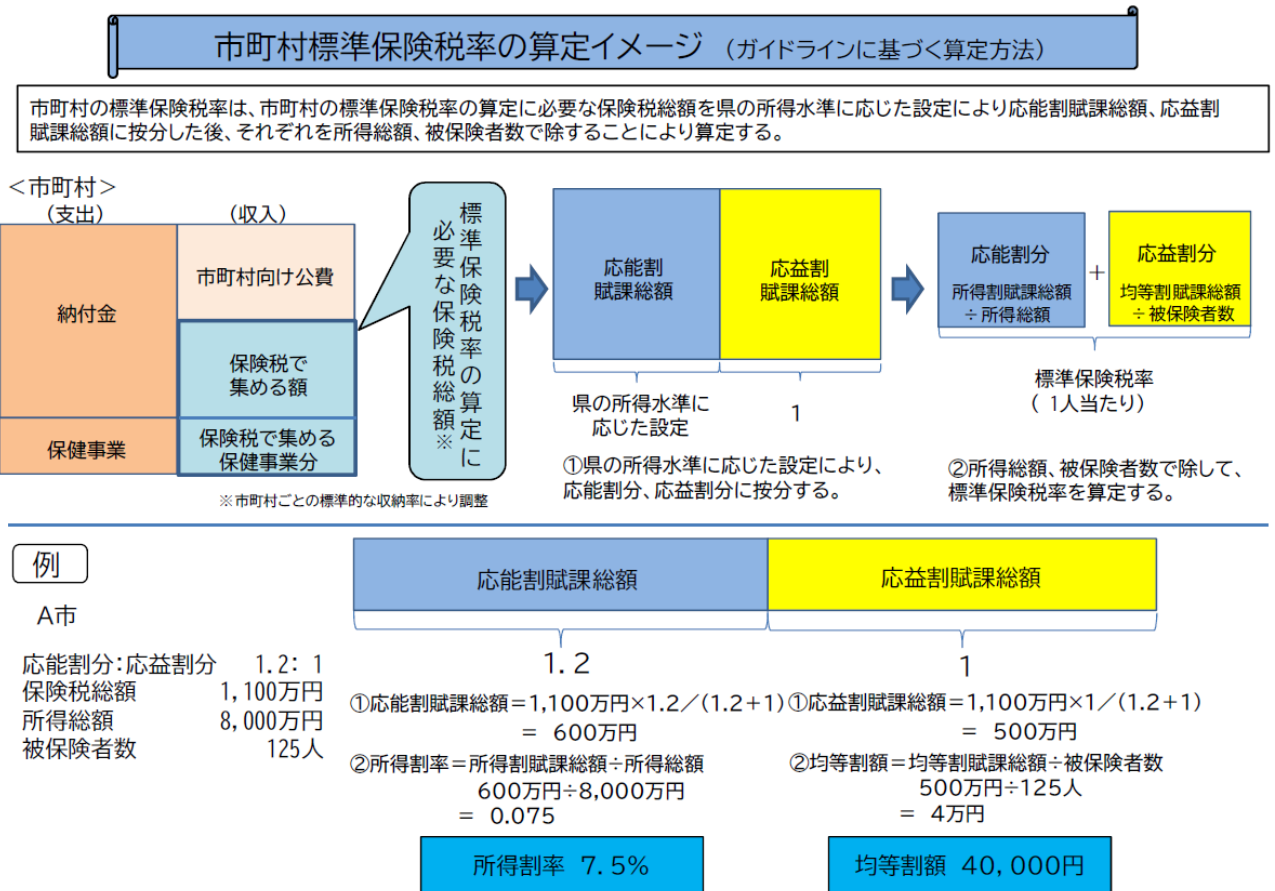 市町村標準保険税率の算定イメージ （ガイドラインに基づく算定方法）
市町村の標準保険税率は、市町村の標準保険税率の算定に必要な保険税総額を県の所得水準に応じた設定により応能割賦課総額、応益割
賦課総額に按分した後、それぞれを所得総額、被保険者数で除することにより算定する。
＜市町村＞
（支出）
（収入）
納付金
保健事業
市町村向け公費
保険税で
集める額
保険税で集める
保健事業分
標準保険税率の算定に
必要な保険税総額※
※市町村ごとの標準的な収納率により調整
応能割
賦課総額
応益割
賦課総額
県の所得水準に
応じた設定
1
①県の所得水準に応じた設定により、
応能割分、応益割分に按分する。
応能割分
所得割賦課総額
÷所得総額
+
応益割分
均等割賦課総額
÷被保険者数
標準保険税率
（ 1人当たり）
②所得総額、被保険者数で除して、
標準保険税率を算定する。
例
A市
応能割分：応益割分 1.2： 1
保険税総額 1,100万円
所得総額 8,000万円
被保険者数 125人
応能割賦課総額
応益割賦課総額
1.2
1
①応能割賦課総額＝1,100万円×1.2／(1.2＋1)
＝ 600万円
②所得割率＝所得割賦課総額÷所得総額
600万円÷8,000万円
＝ 0.075
所得割率 7.5%
①応益割賦課総額＝1,100万円×1／(1.2＋1)
＝ 500万円
②均等割額＝均等割賦課総額÷被保険者数
500万円÷125人
＝ 4万円
均等割額 40,000円